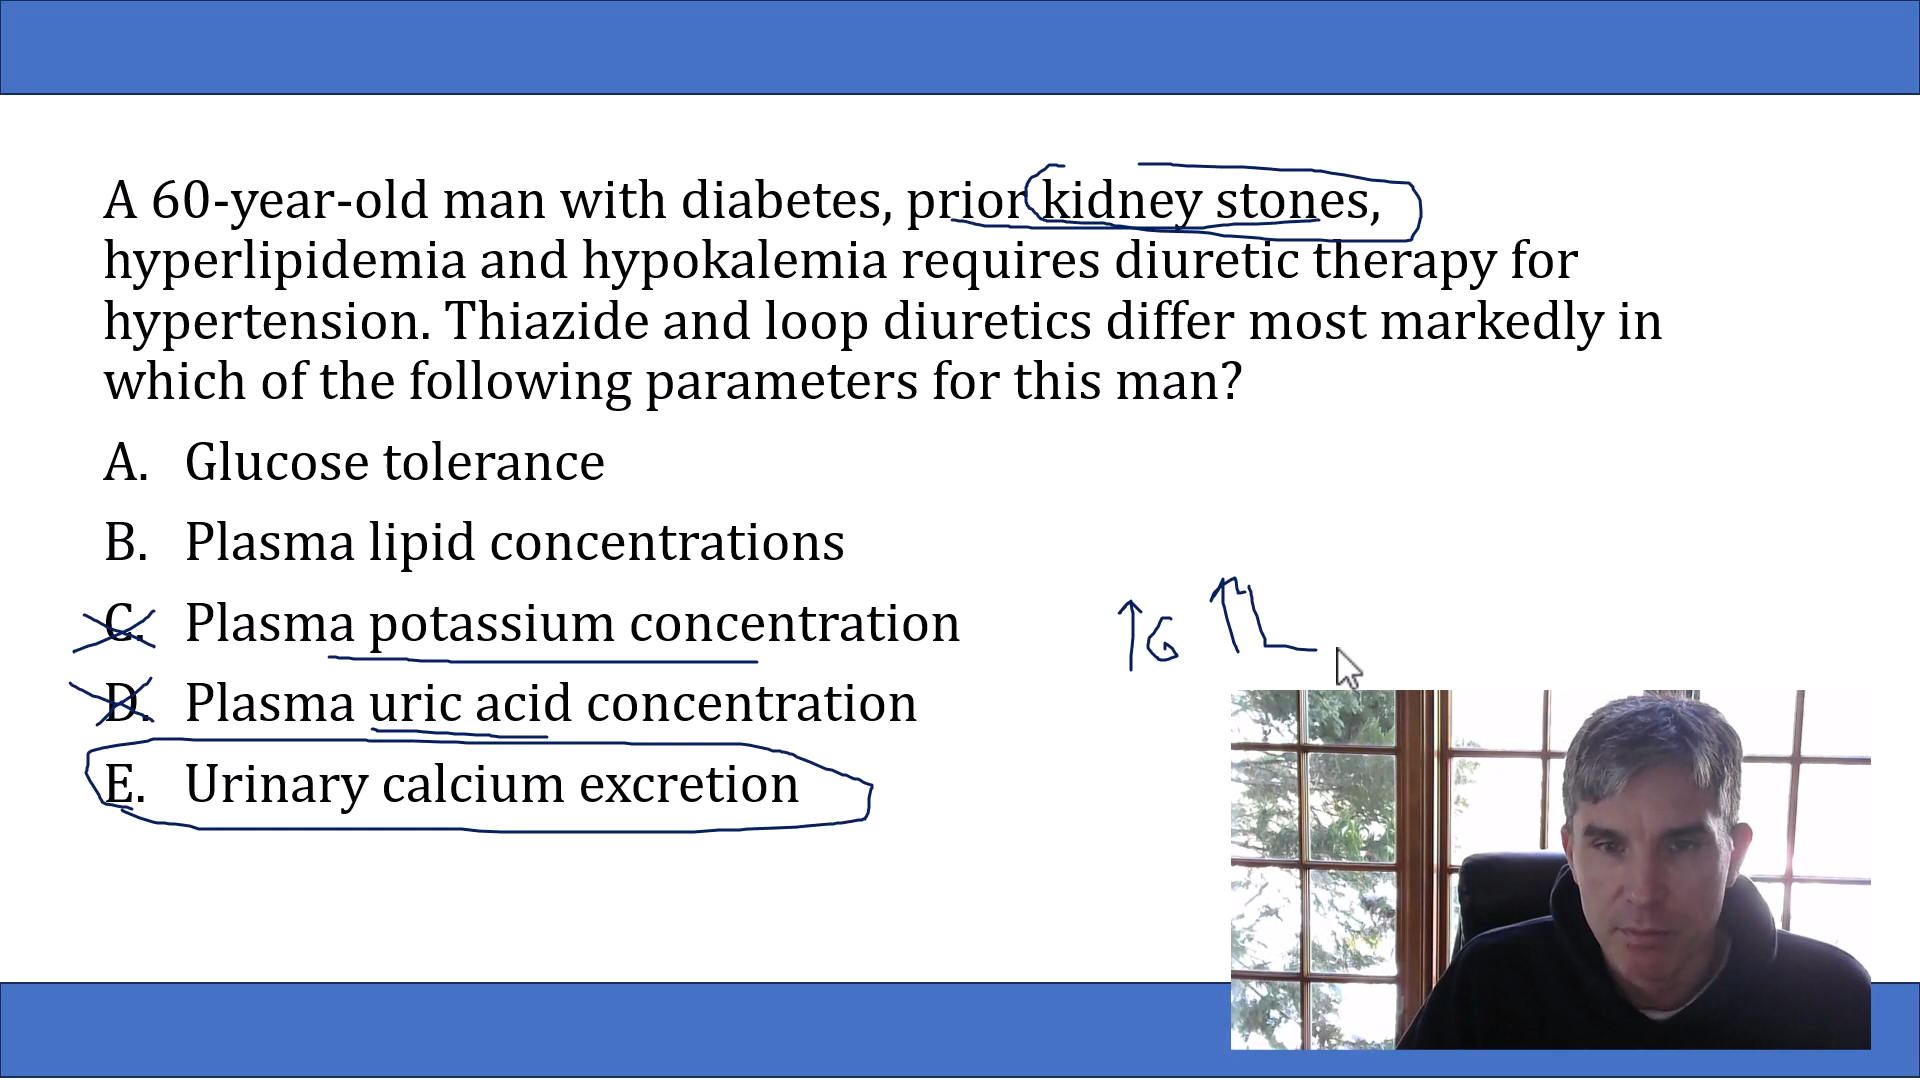 A 60-year-old man with diabetes, prior kidney stones,
hyperlipidemia and hypokalemia requires diuretic therapy for
hypertension. Thiazide and loop diuretics differ most markedly in
which of the following parameters for this man?
A. Glucose tolerance
B. Plasma lipid concentrations
C. Plasma potassium concentration
D. Plasma uric acid concentration
E. Urinary calcium excretion
↑G ↑L